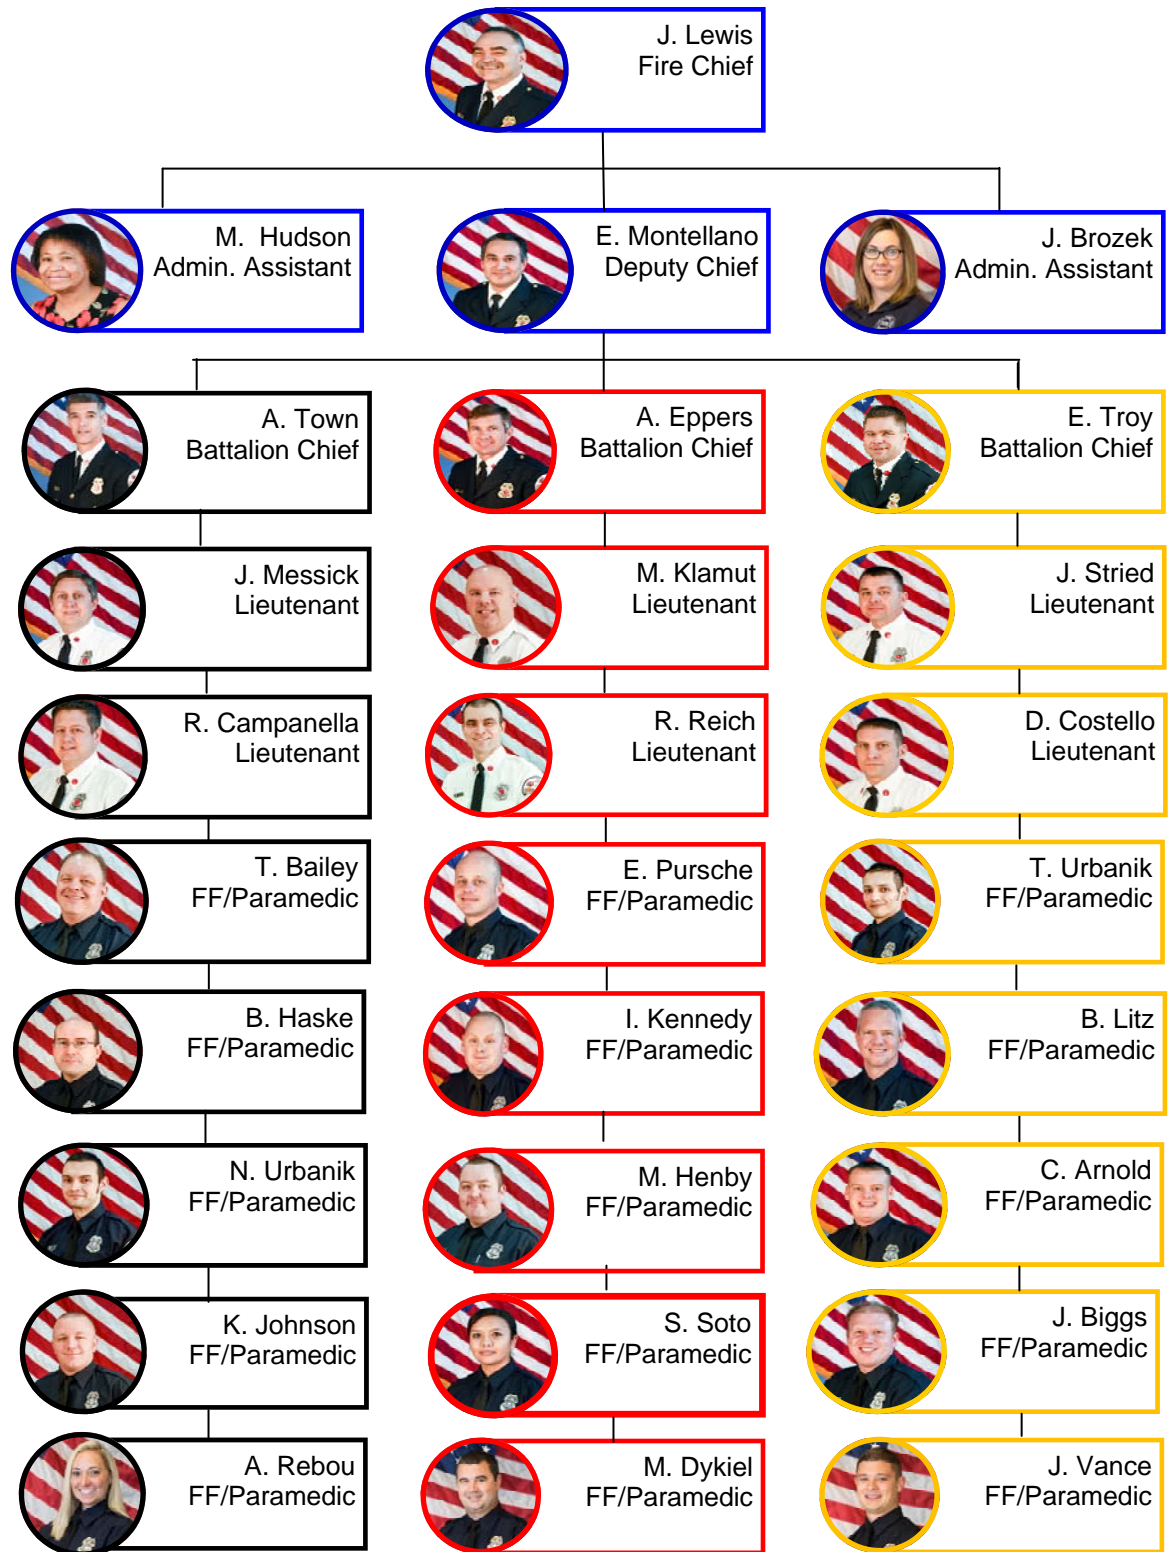 J. Lewis
Fire Chief
M. Hudson
Admin. Assistant
E. Montellano
Deputy Chief
J. Brozek
Admin. Assistant
A. Town
Battalion Chief
A. Eppers
Battalion Chief
E. Troy
Battalion Chief
J. Messick
Lieutenant
M. Klamut
Lieutenant
J. Stried
Lieutenant
R. Campanella
Lieutenant
R. Reich
Lieutenant
D. Costello
Lieutenant
T. Bailey
FF/Paramedic
E. Pursche
FF/Paramedic
T. Urbanik
FF/Paramedic
B. Haske
FF/Paramedic
I. Kennedy
FF/Paramedic
B. Litz
FF/Paramedic
N. Urbanik
FF/Paramedic
M. Henby
FF/Paramedic
C. Arnold
FF/Paramedic
K. Johnson
FF/Paramedic
S. Soto
FF/Paramedic
J. Biggs
FF/Paramedic
A. Rebou
FF/Paramedic
M. Dykiel
FF/Paramedic
J. Vance
FF/Paramedic